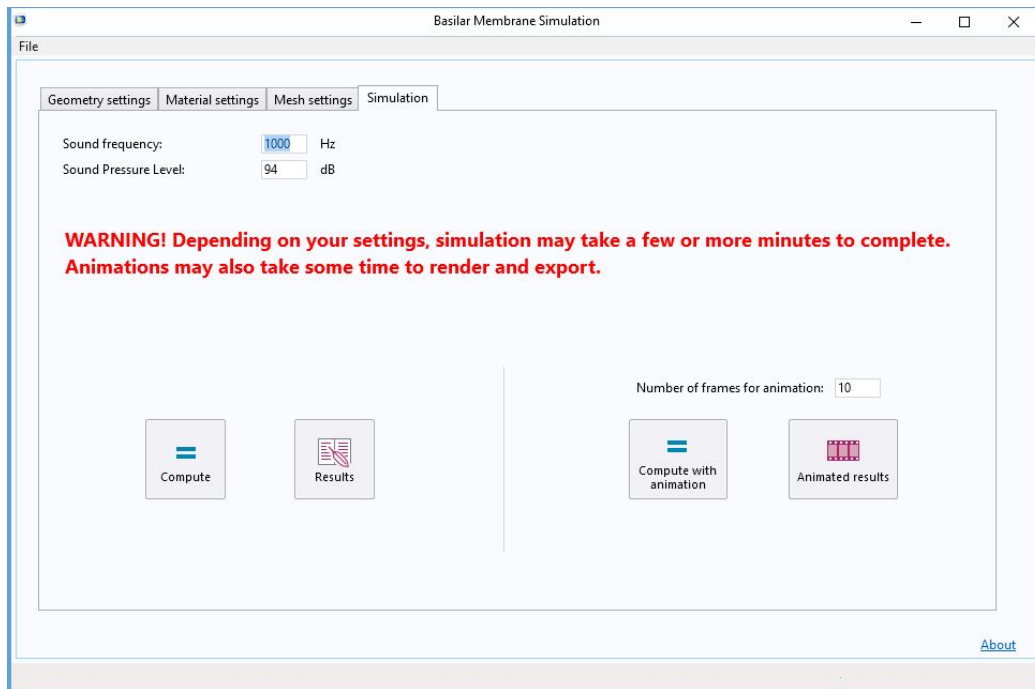 Basilar Membrane Simulation
File
Geometry settings Material settings Mesh settings Simulation
Sound frequency: 1000 Hz
Sound Pressure Level: 94 dB
WARNING! Depending on your settings, simulation may take a few or more minutes to complete.
Animations may also take some time to render and export.
Number of frames for animation: 10
Compute
Results
Compute with
animation
Animated results
About